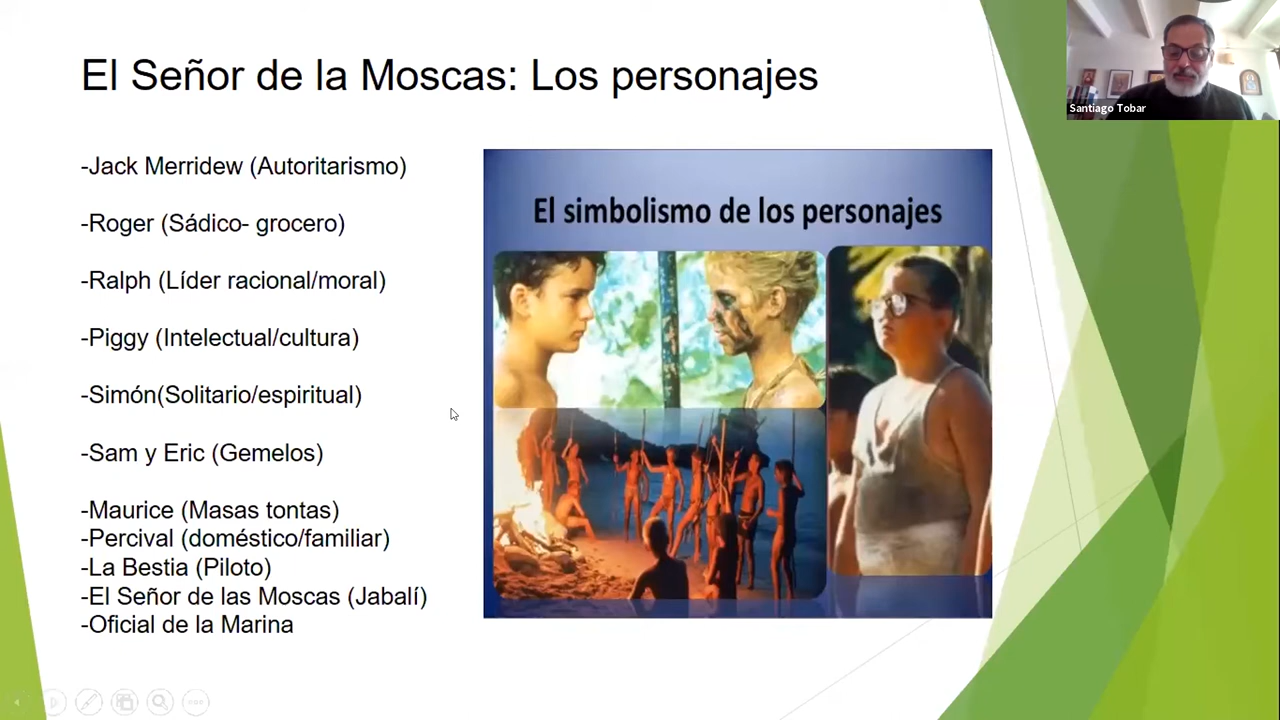 El Señor de la Moscas: Los personajes
Santiago Tobar
-Jack Merridew (Autoritarismo)
-Roger (Sádico- grocero)
-Ralph (Líder racional/moral)
-Piggy (Intelectual/cultura)
-Simón(Solitario/espiritual)
-Sam y Eric (Gemelos)
-Maurice (Masas tontas)
-Percival (doméstico/familiar)
-La Bestia (Piloto)
-El Señor de las Moscas (Jabalí)
-Oficial de la Marina
El simbolismo de los personajes